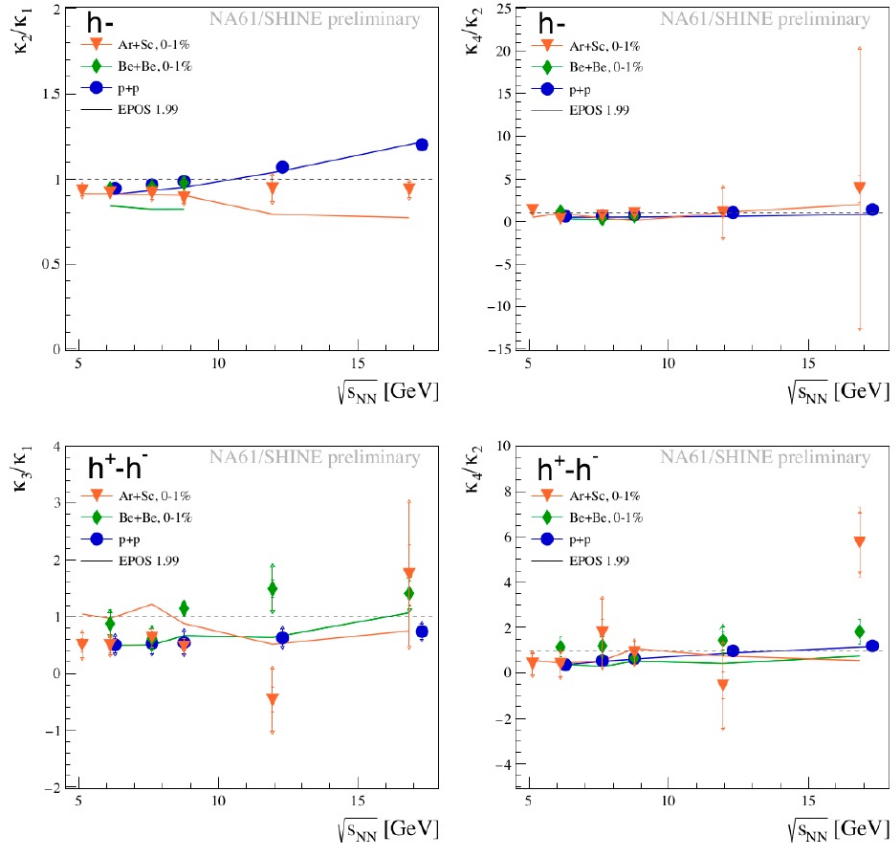 κ₂/κ₁
h-
NA61/SHINE preliminary
Ar+Sc, 0-1%
Be+Be, 0-1%
p+p
EPOS 1.99
2
1.5
1
0.5
0
5
10
15
√sNN [GeV]
κ₄/κ₂
h-
NA61/SHINE preliminary
Ar+Sc, 0-1%
Be+Be, 0-1%
p+p
EPOS 1.99
25
20
15
10
5
0
−5
−10
−15
5
10
15
√sNN [GeV]
κ₃/κ₁
h⁺-h⁻
NA61/SHINE preliminary
Ar+Sc, 0-1%
Be+Be, 0-1%
p+p
EPOS 1.99
4
3
2
1
0
−1
−2
5
10
15
√sNN [GeV]
κ₄/κ₂
h⁺-h⁻
NA61/SHINE preliminary
Ar+Sc, 0-1%
Be+Be, 0-1%
p+p
EPOS 1.99
10
8
6
4
2
0
−2
−4
5
10
15
√sNN [GeV]